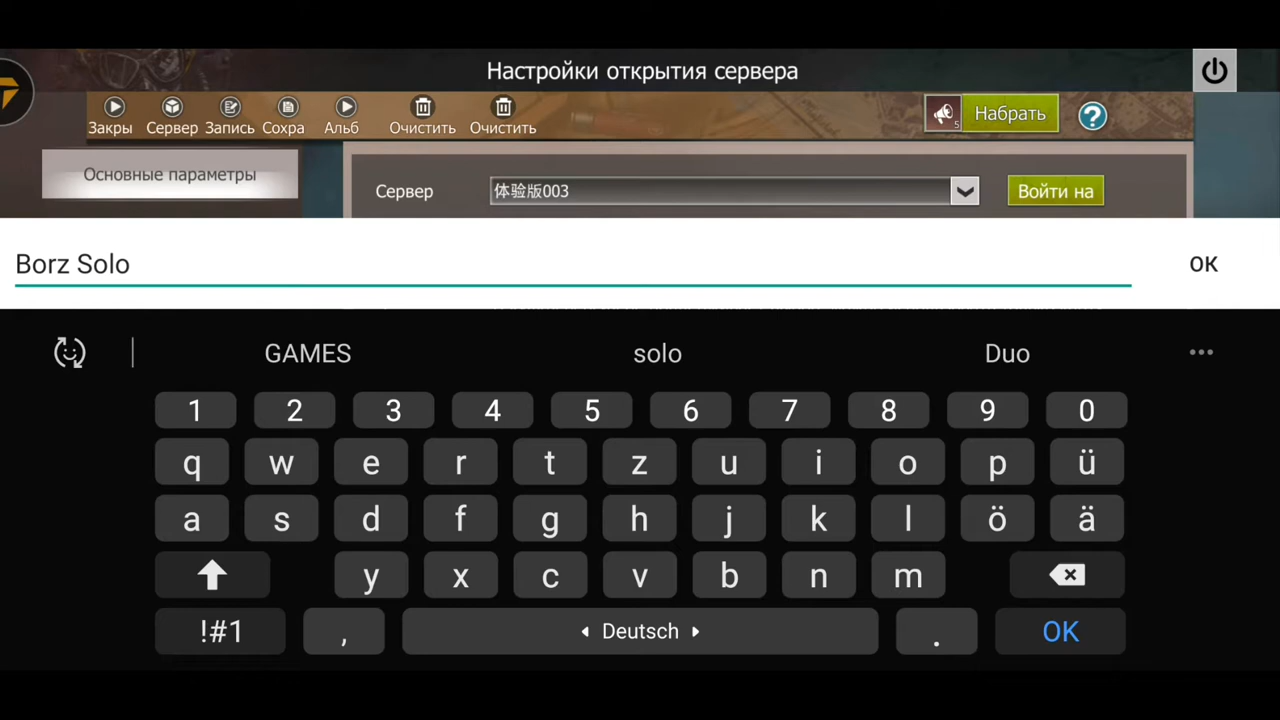 Настройки открытия сервера
Закры Сервер Запись Сохра Альб Очистить Очистить
5 Набрать ?
Основные параметры
Сервер 体验版003 Войти на
Borz Solo OK
GAMES solo Duo
1 2 3 4 5 6 7 8 9 0
q w e r t z u i o p ü
a s d f g h j k l ö ä
y x c v b n m
!#1 , Deutsch . OK